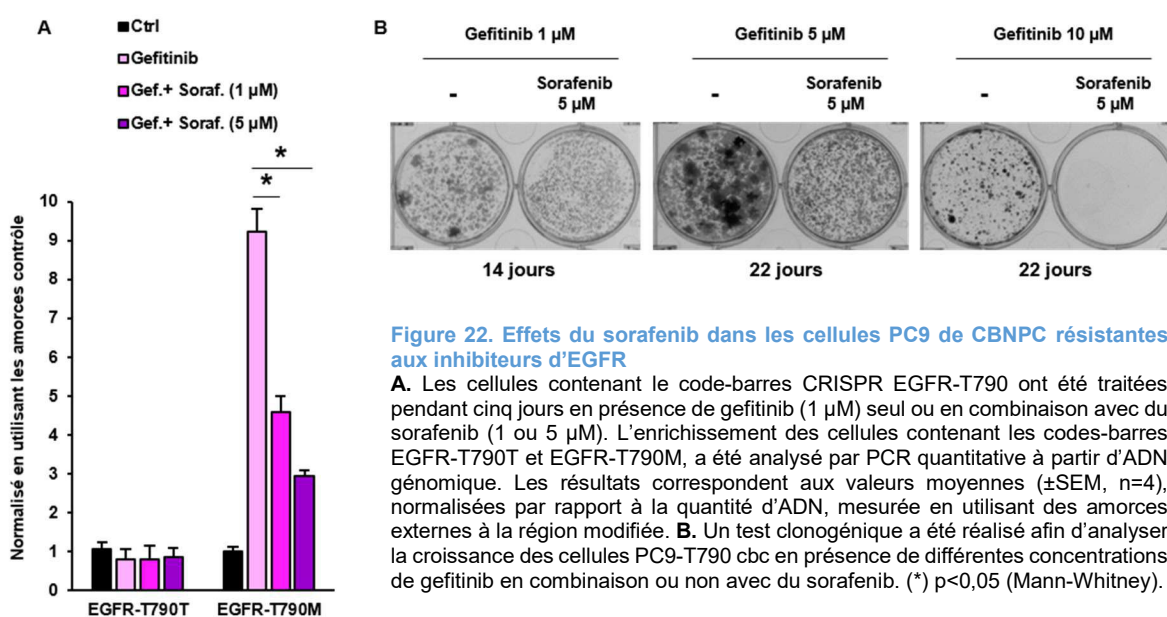 A
Ctrl
Gefitinib
Gef.+ Soraf. (1 µM)
Gef.+ Soraf. (5 µM)
*
*
Normalisé en utilisant les amorces contrôle
10
9
8
7
6
5
4
3
2
1
0
EGFR-T790T
EGFR-T790M
B
Gefitinib 1 µM
Gefitinib 5 µM
Gefitinib 10 µM
-
Sorafenib
5 µM
-
Sorafenib
5 µM
-
Sorafenib
5 µM
14 jours
22 jours
22 jours
Figure 22. Effets du sorafenib dans les cellules PC9 de CBNPC résistantes
aux inhibiteurs d’EGFR
A. Les cellules contenant le code-barres CRISPR EGFR-T790 ont été traitées
pendant cinq jours en présence de gefitinib (1 µM) seul ou en combinaison avec du
sorafenib (1 ou 5 µM). L’enrichissement des cellules contenant les codes-barres
EGFR-T790T et EGFR-T790M, a été analysé par PCR quantitative à partir d’ADN
génomique. Les résultats correspondent aux valeurs moyennes (±SEM, n=4),
normalisées par rapport à la quantité d’ADN, mesurée en utilisant des amorces
externes à la région modifiée. B. Un test clonogénique a été réalisé afin d’analyser
la croissance des cellules PC9-T790 cbc en présence de différentes concentrations
de gefitinib en combinaison ou non avec du sorafenib. (*) p<0,05 (Mann-Whitney).